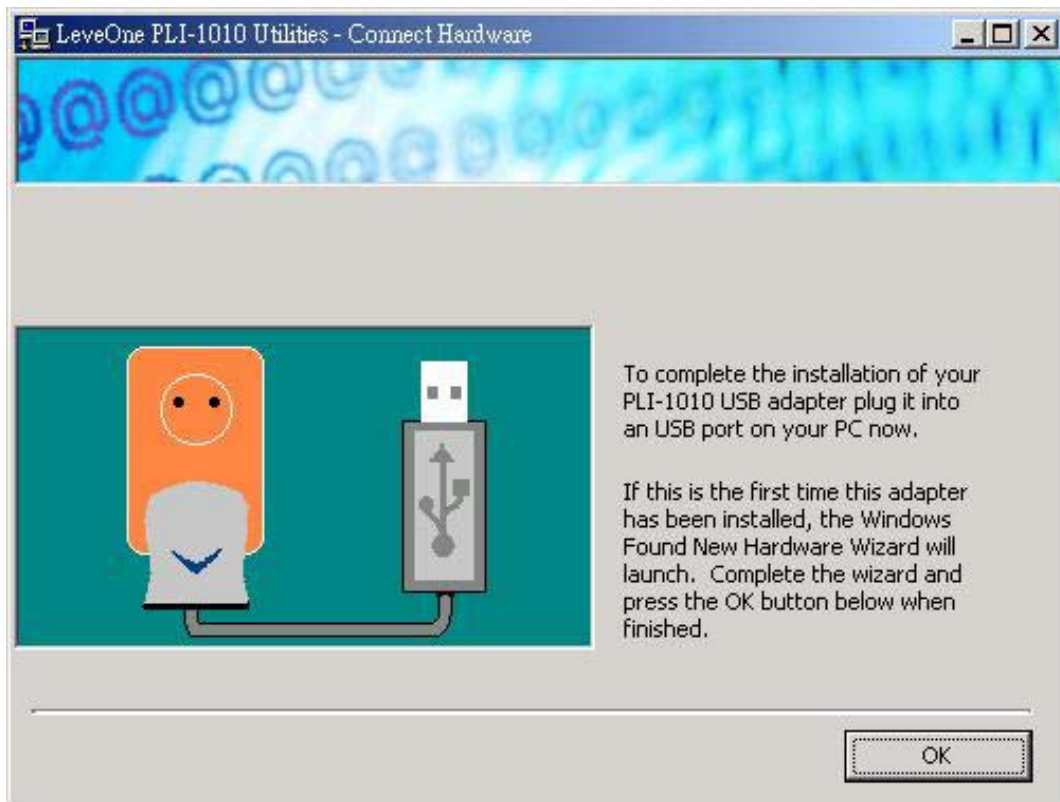 LeveOne PLI-1010 Utilities - Connect Hardware
To complete the installation of your
PLI-1010 USB adapter plug it into
an USB port on your PC now.
If this is the first time this adapter
has been installed, the Windows
Found New Hardware Wizard will
launch.  Complete the wizard and
press the OK button below when
finished.
OK